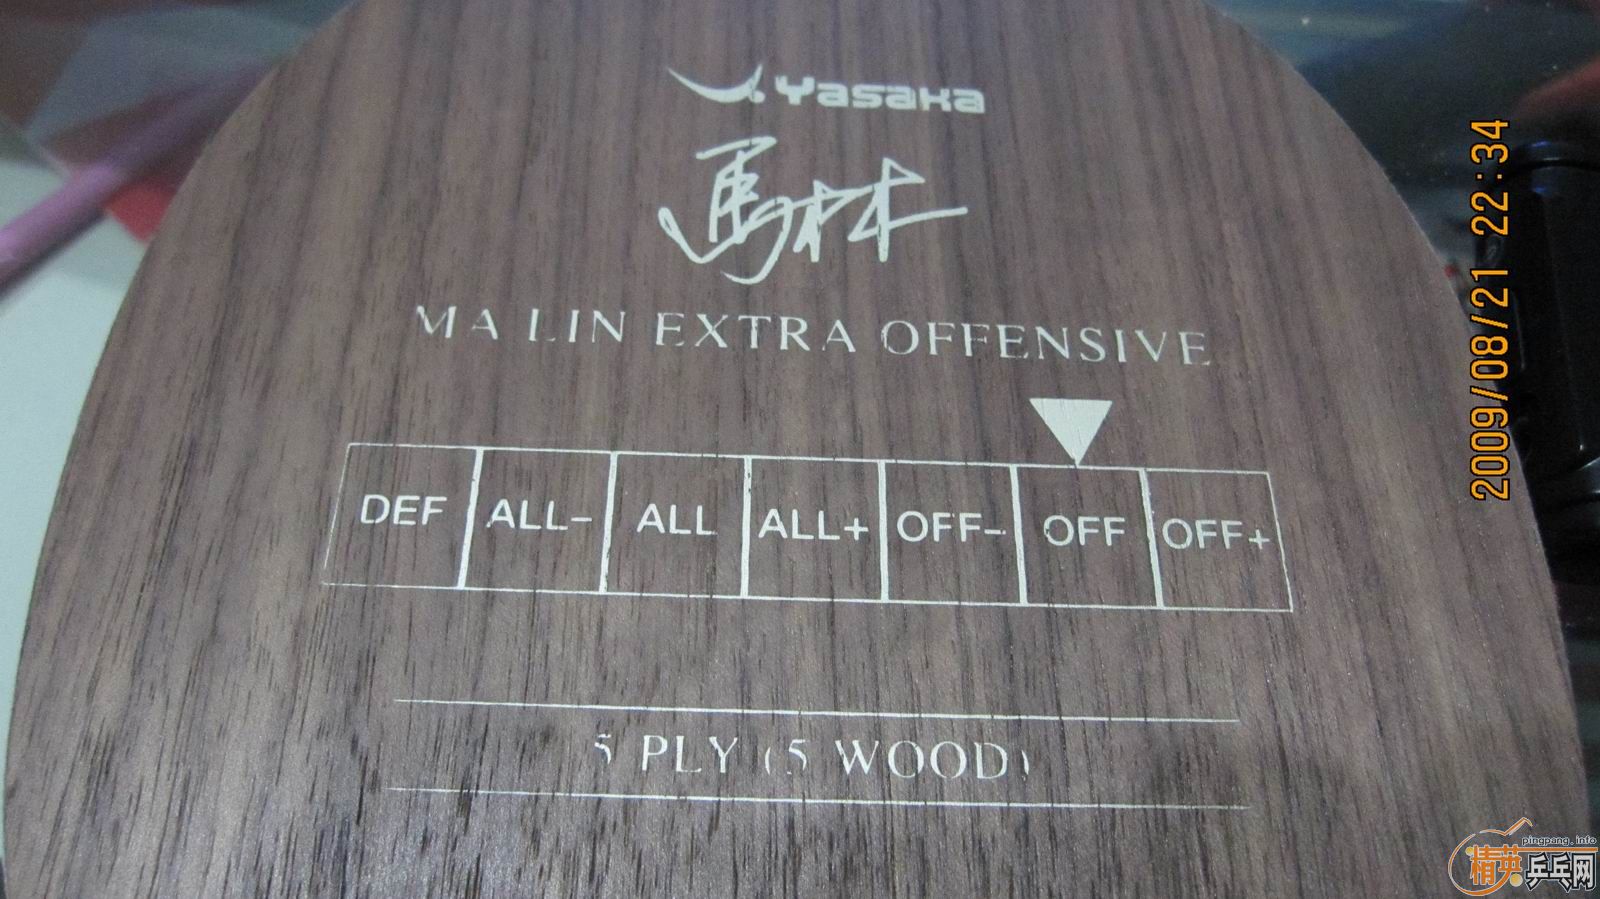 Yasaka
馬林
MA LIN EXTRA OFFENSIVE
DEF ALL- ALL ALL+ OFF- OFF OFF+
5 PLY (5 WOOD)
2009/08/21 22:34
pingpang.info
精英乒乓网